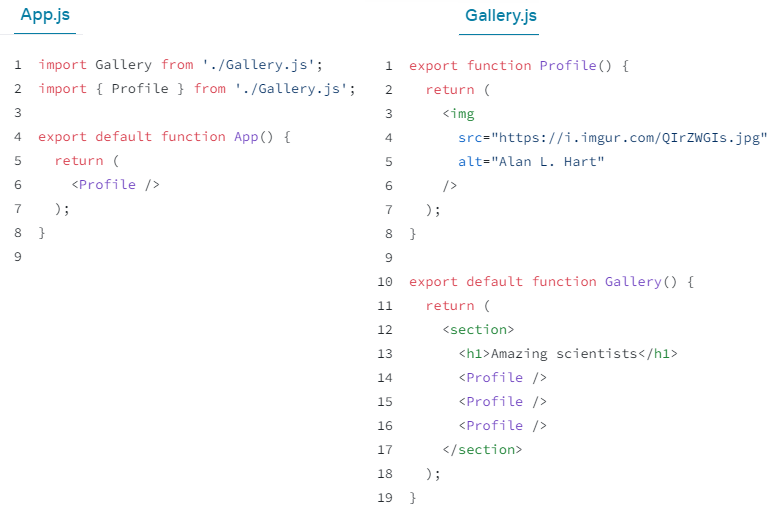 App.js
1 import Gallery from './Gallery.js';
2 import { Profile } from './Gallery.js';
3
4 export default function App() {
5   return (
6     <Profile />
7   );
8 }
9
Gallery.js
1 export function Profile() {
2   return (
3     <img
4       src="https://i.imgur.com/QIrZWGIs.jpg"
5       alt="Alan L. Hart"
6     />
7   );
8 }
9
10 export default function Gallery() {
11   return (
12     <section>
13       <h1>Amazing scientists</h1>
14       <Profile />
15       <Profile />
16       <Profile />
17     </section>
18   );
19 }